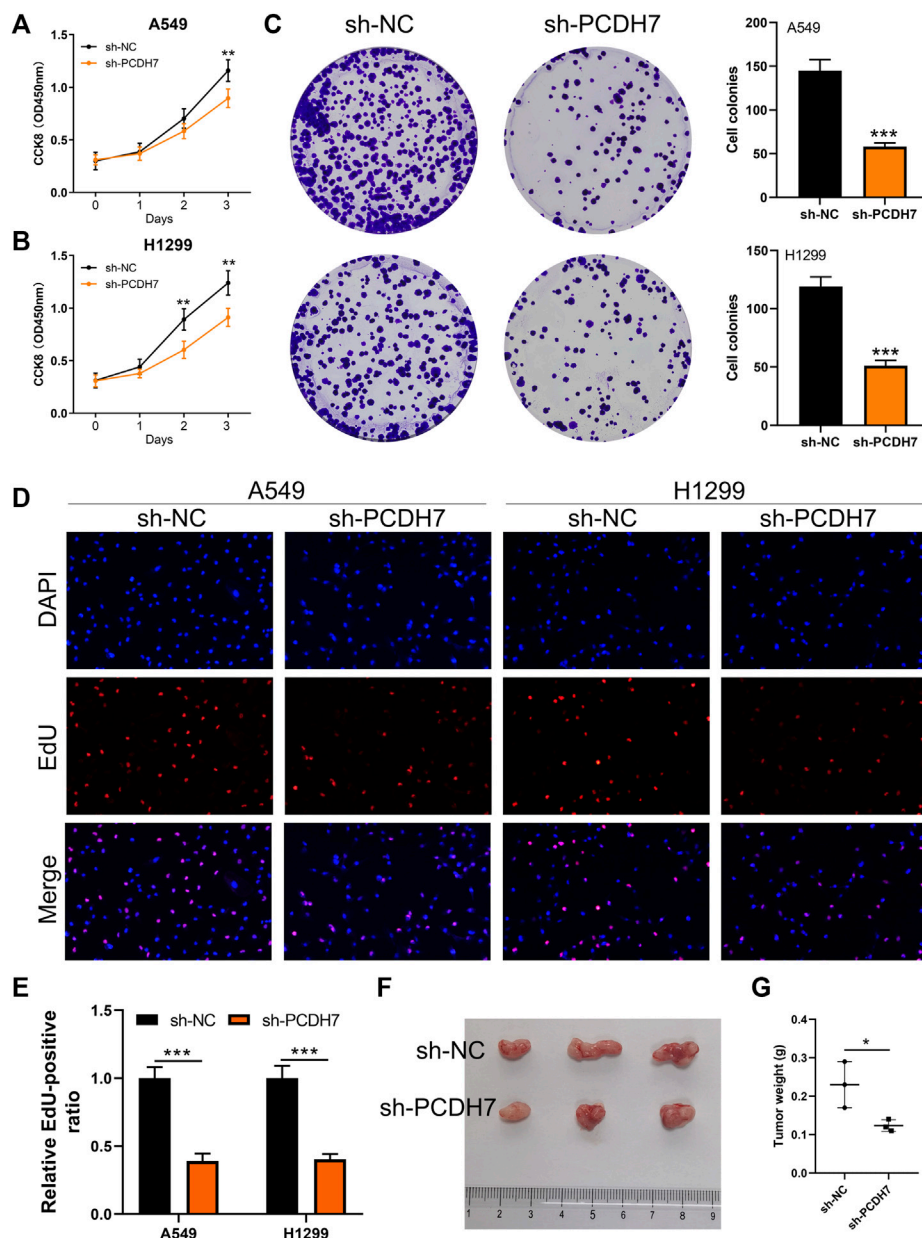 A
A549
sh-NC
sh-PCDH7
**
CCK8 (OD450nm)
1.5
1.0
0.5
0.0
0 1 2 3
Days
B
H1299
sh-NC
sh-PCDH7
**
**
CCK8 (OD450nm)
1.5
1.0
0.5
0.0
0 1 2 3
Days
C
sh-NC sh-PCDH7
A549
Cell colonies
200
150
100
50
0
***
sh-NC sh-PCDH7
H1299
Cell colonies
150
100
50
0
***
sh-NC sh-PCDH7
D
A549 H1299
sh-NC sh-PCDH7 sh-NC sh-PCDH7
DAPI
EdU
Merge
E
sh-NC sh-PCDH7
Relative EdU-positive
ratio
1.5
1.0
0.5
0.0
*** ***
A549 H1299
F
sh-NC
sh-PCDH7
1 2 3 4 5 6 7 8 9
G
Tumor weight (g)
0.4
0.3
0.2
0.1
0.0
*
sh-NC
sh-PCDH7